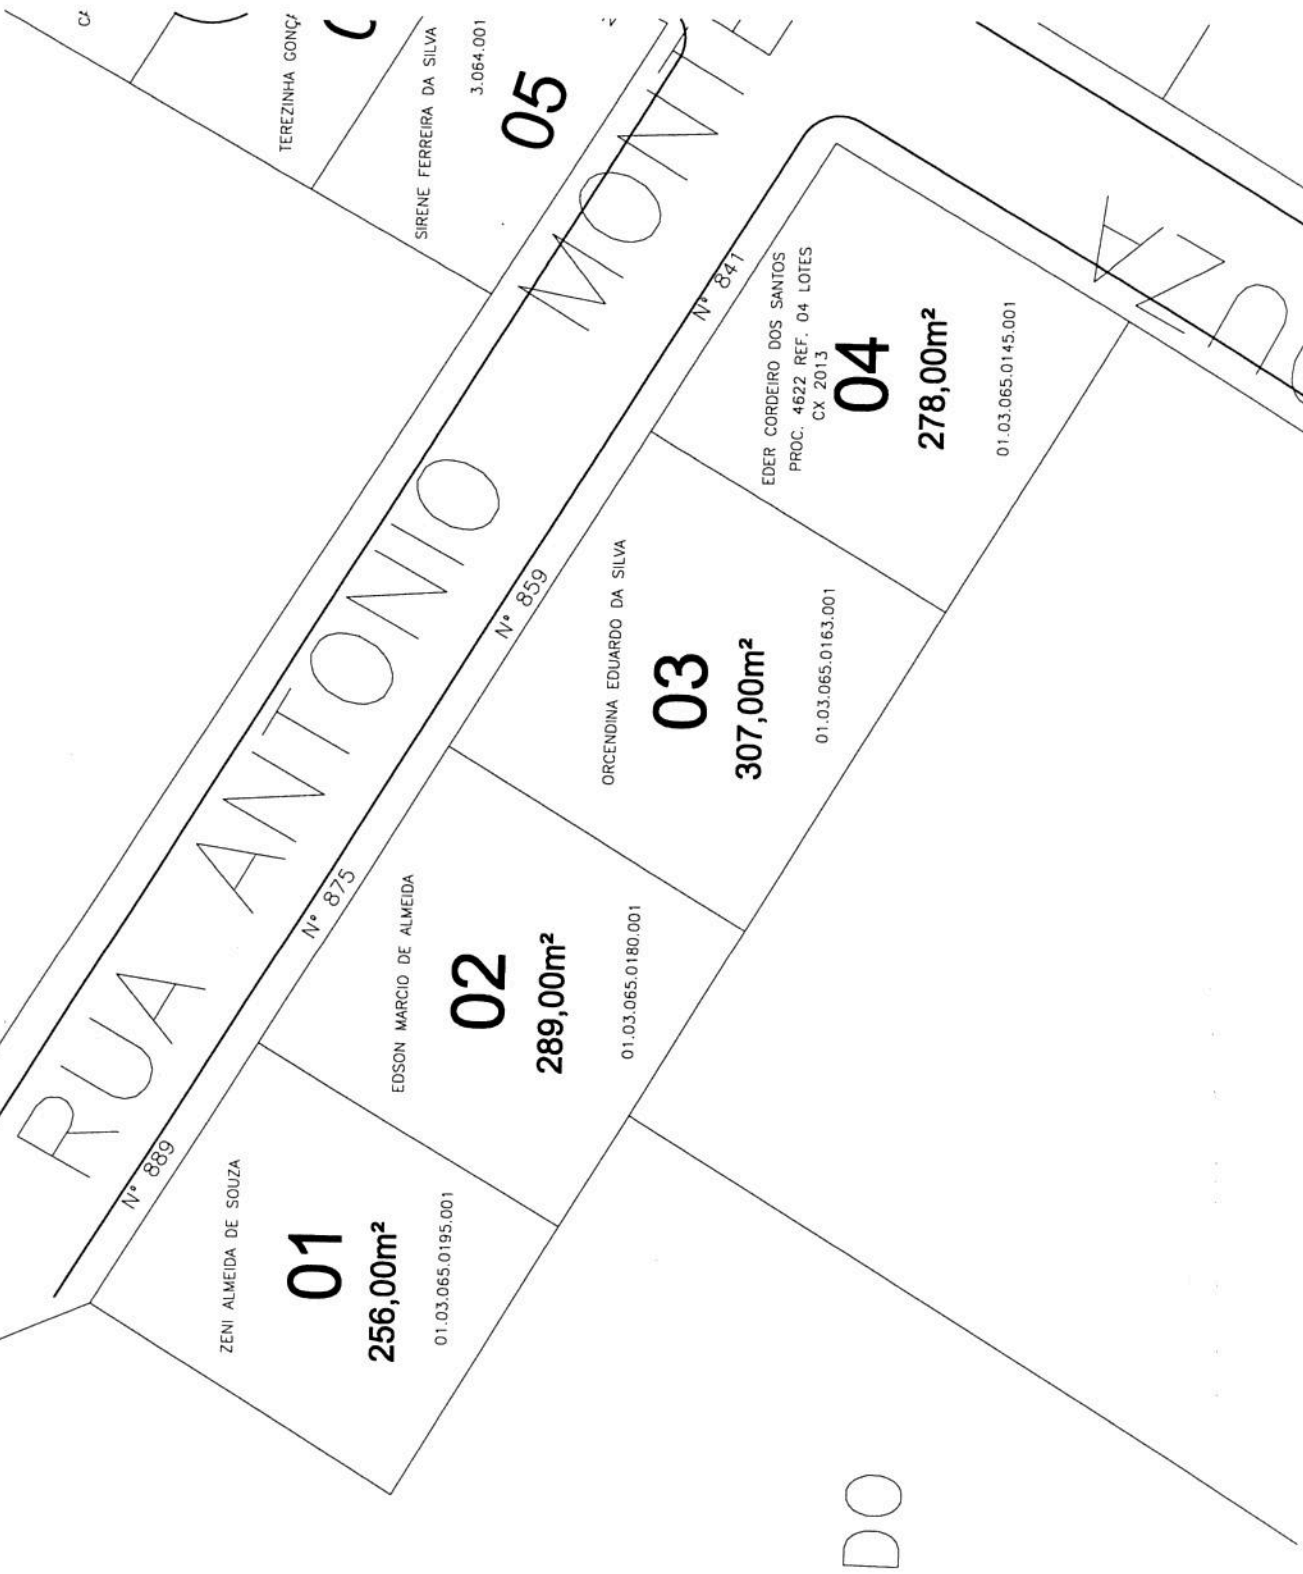 TEREZINHA
SIRENE FERREIRA DA SILVA
3.064.001
05
RUA ANTONIO
Nº 889
ZENI ALMEIDA DE SOUZA
01
256,00m²
01.03.065.0195.001
Nº 875
EDSON MARCIO DE ALMEIDA
02
289,00m²
01.03.065.0180.001
Nº 859
ORCENDINA EDUARDO DA SILVA
03
307,00m²
01.03.065.0163.001
Nº 841
EDER CORDEIRO DOS SANTOS
PROC. 4622 REF. 04 LOTES
CX 2013
04
278,00m²
01.03.065.0145.001
DO